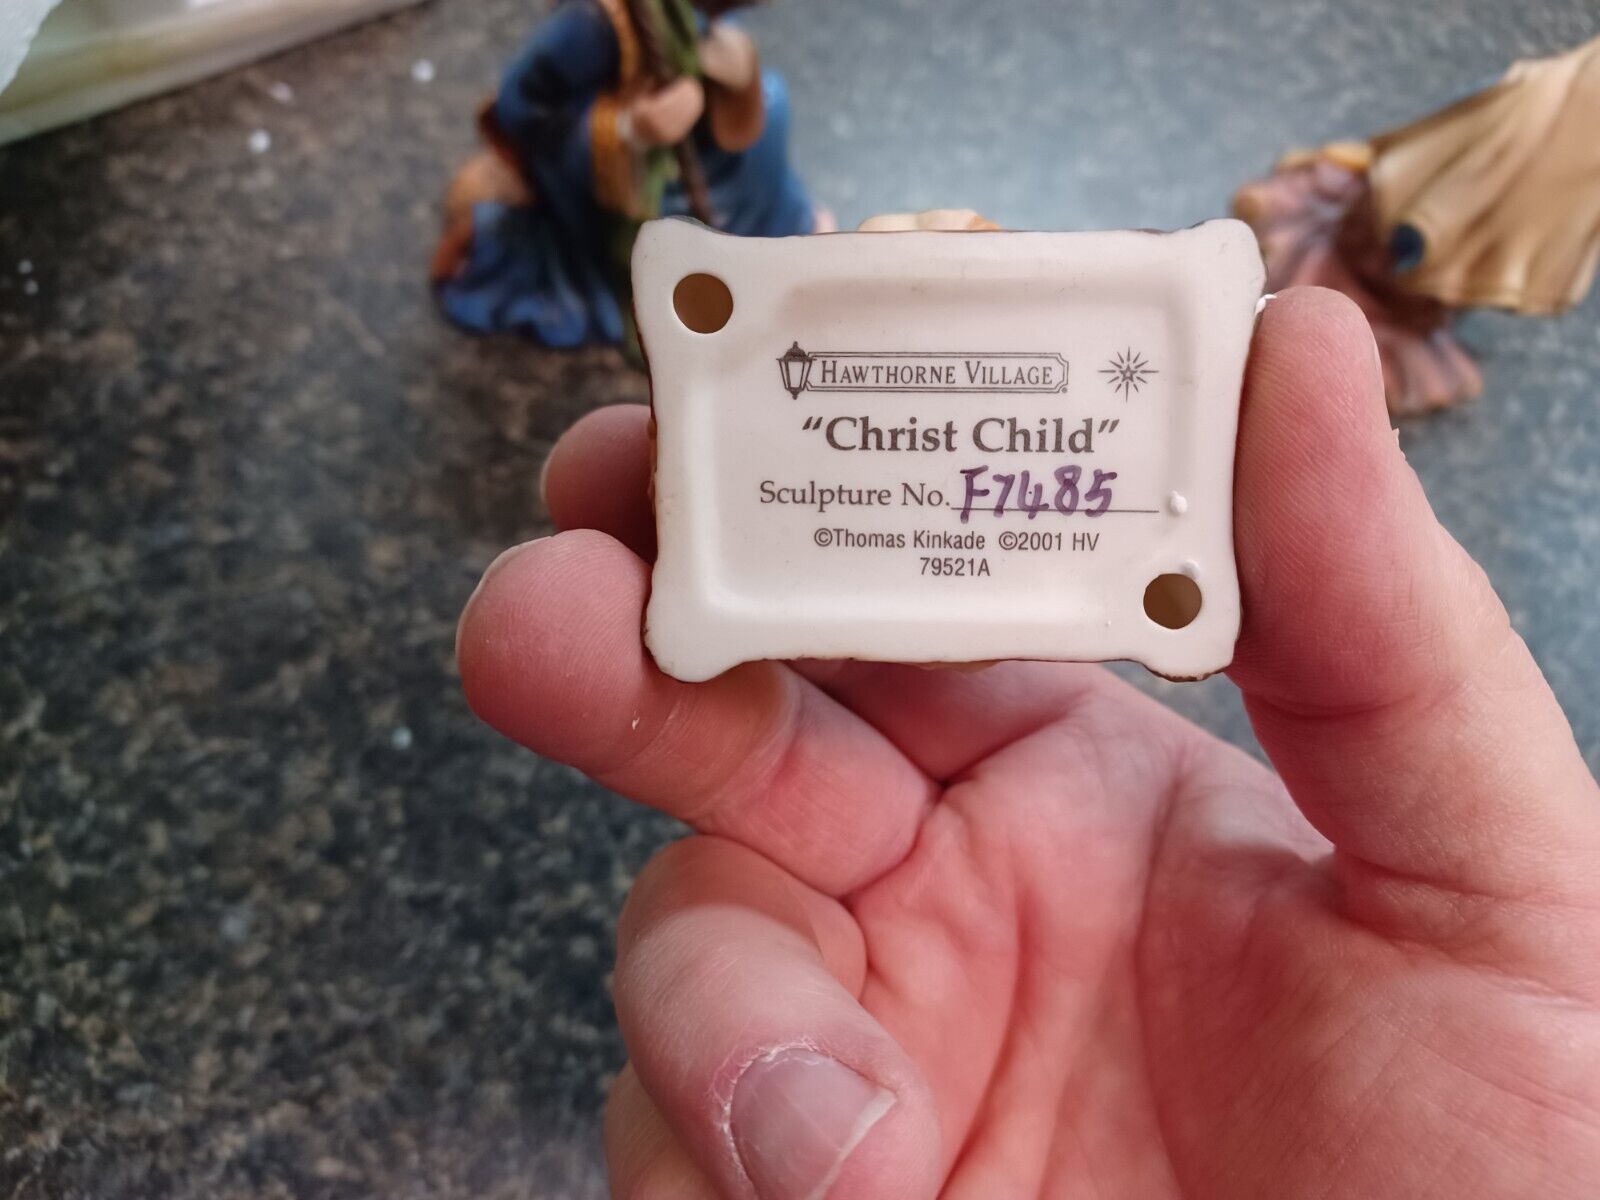 HAWTHORNE VILLAGE
“Christ Child”
Sculpture No. F7485
©Thomas Kinkade ©2001 HV
79521A